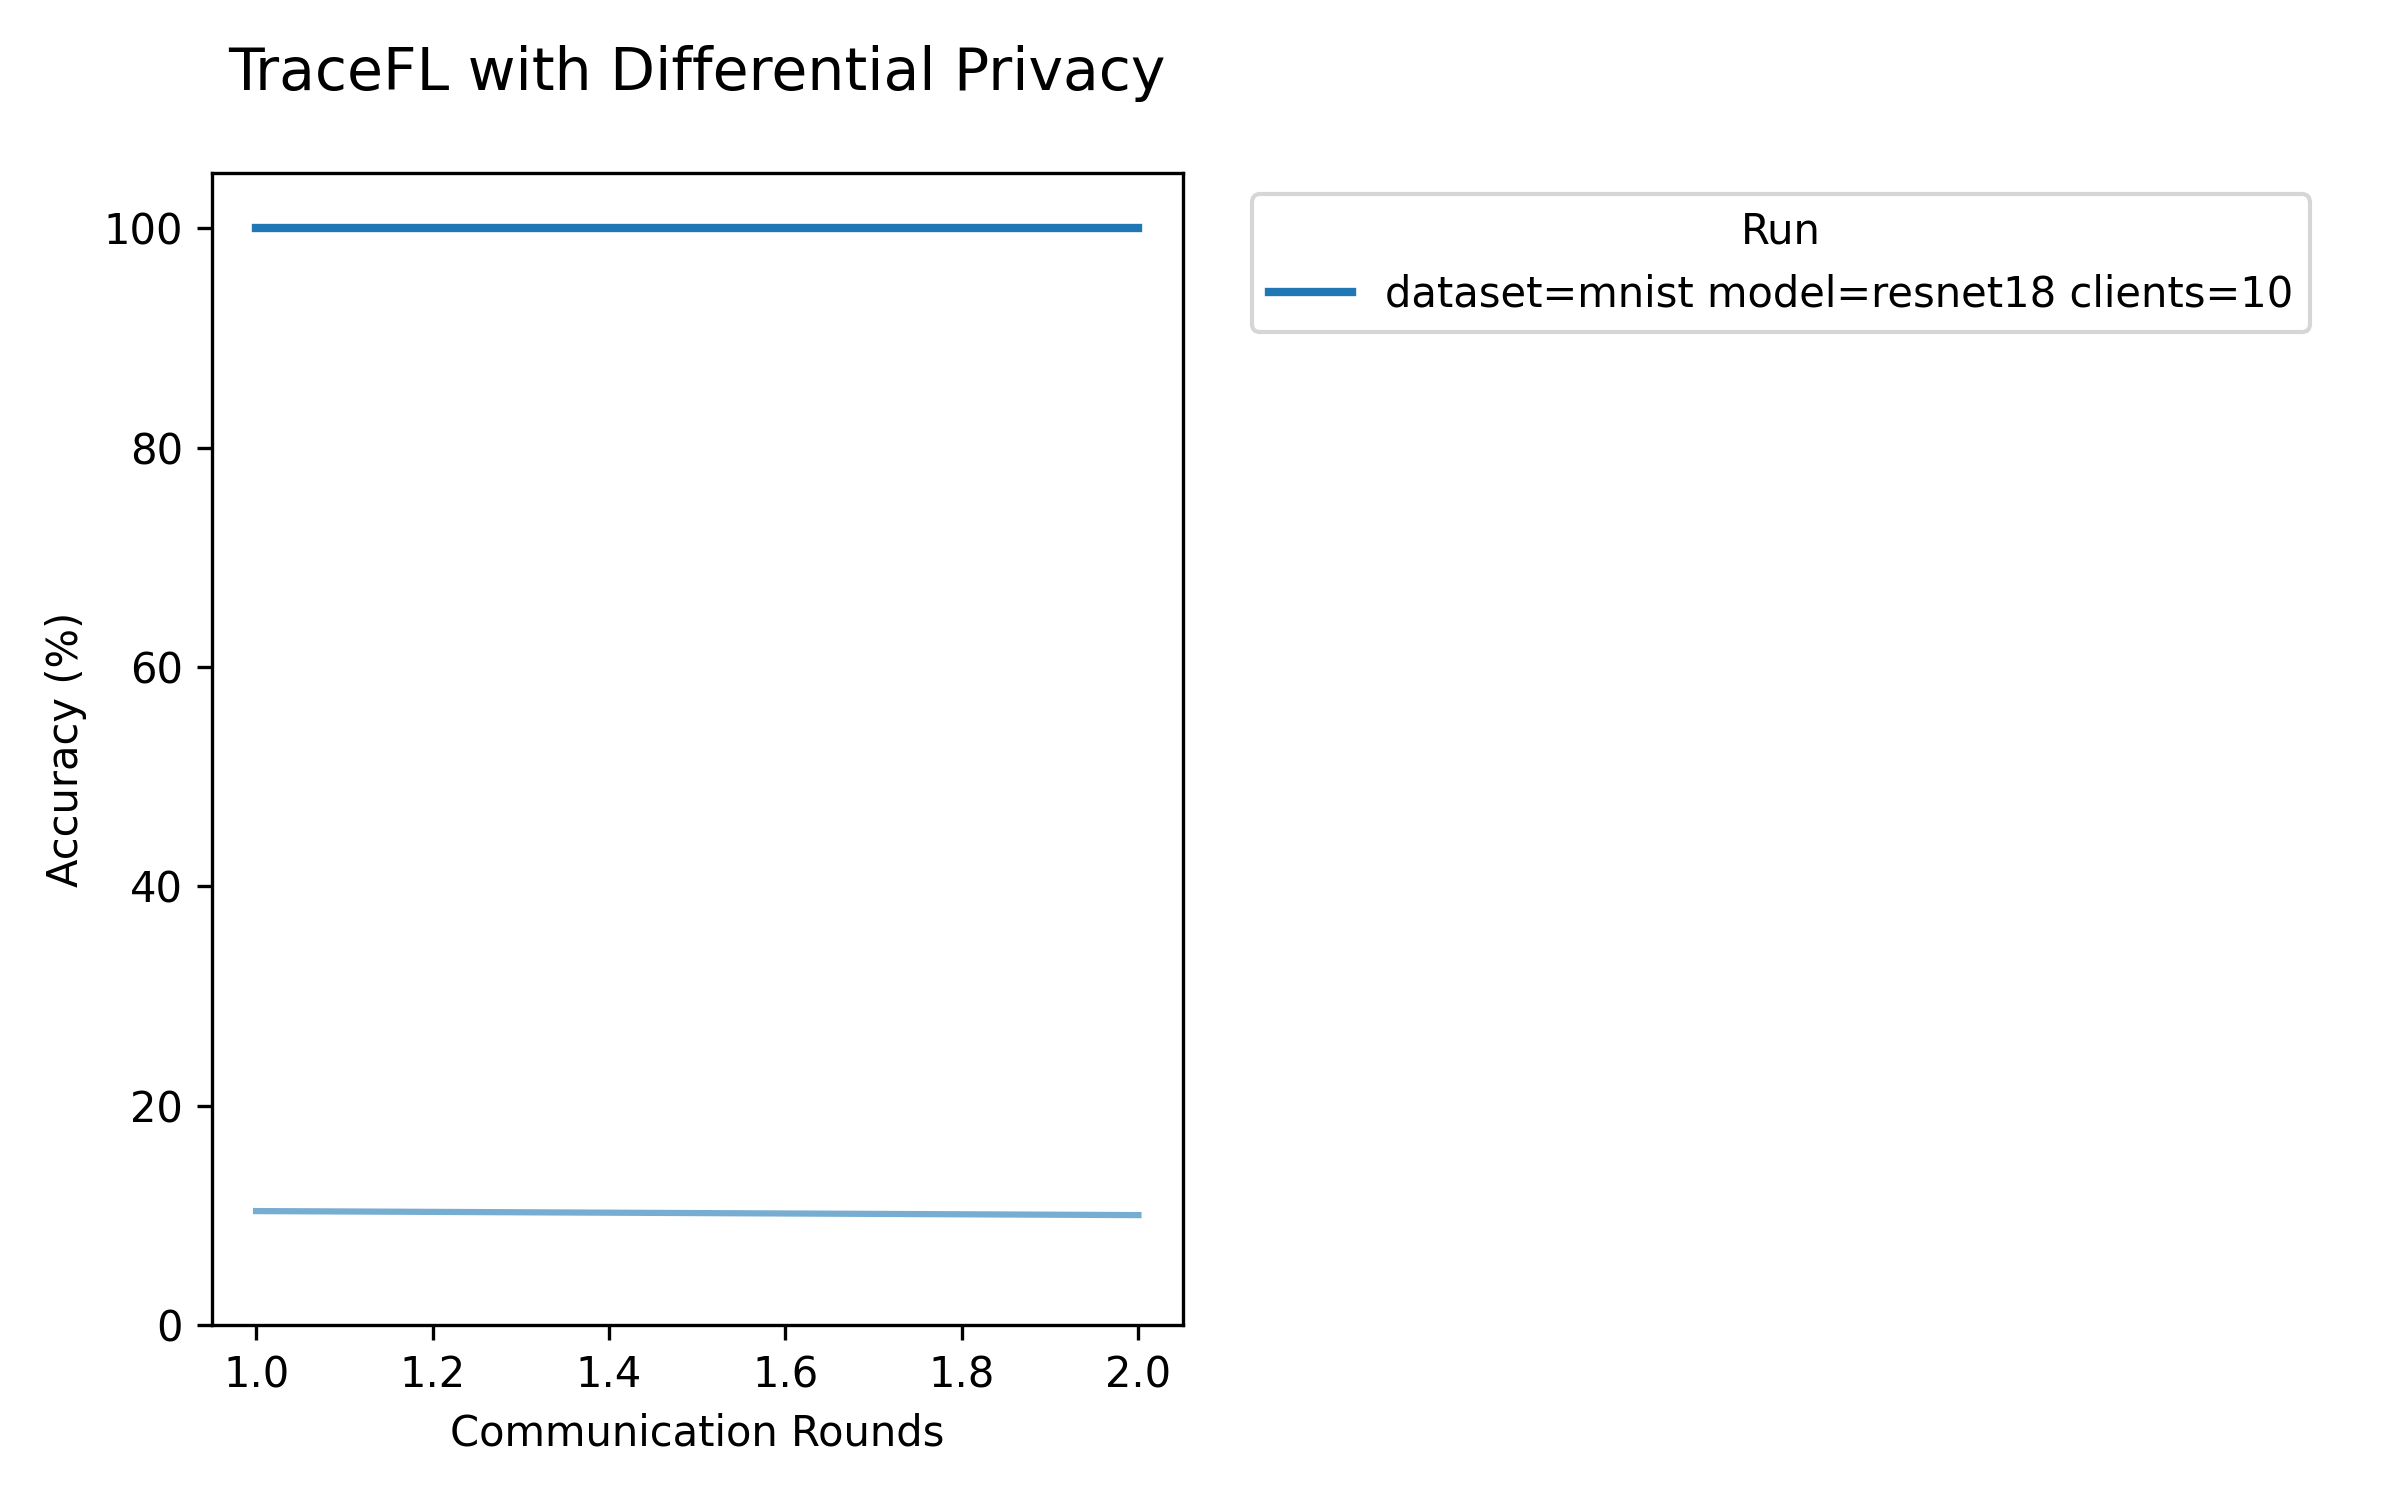 TraceFL with Differential Privacy
Run
dataset=mnist model=resnet18 clients=10
Accuracy (%)
100
80
60
40
20
0
1.0 1.2 1.4 1.6 1.8 2.0
Communication Rounds